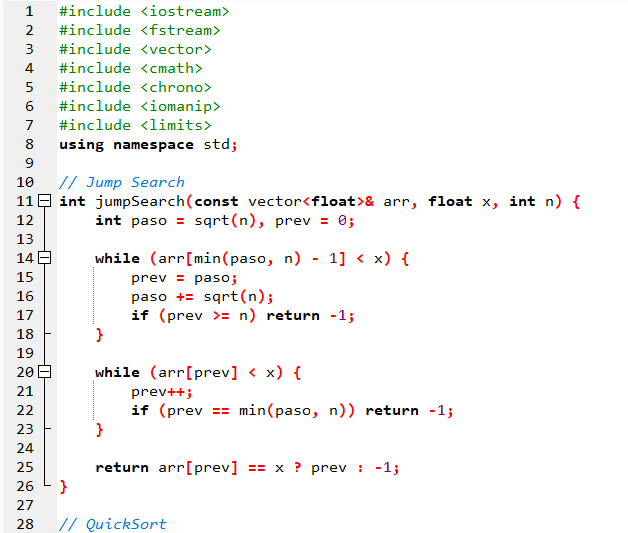 1 #include <iostream>
2 #include <fstream>
3 #include <vector>
4 #include <cmath>
5 #include <chrono>
6 #include <iomanip>
7 #include <limits>
8 using namespace std;
9
10 // Jump Search
11 int jumpSearch(const vector<float>& arr, float x, int n) {
12     int paso = sqrt(n), prev = 0;
13
14     while (arr[min(paso, n) - 1] < x) {
15         prev = paso;
16         paso += sqrt(n);
17         if (prev >= n) return -1;
18     }
19
20     while (arr[prev] < x) {
21         prev++;
22         if (prev == min(paso, n)) return -1;
23     }
24
25     return arr[prev] == x ? prev : -1;
26 }
27
28 // QuickSort